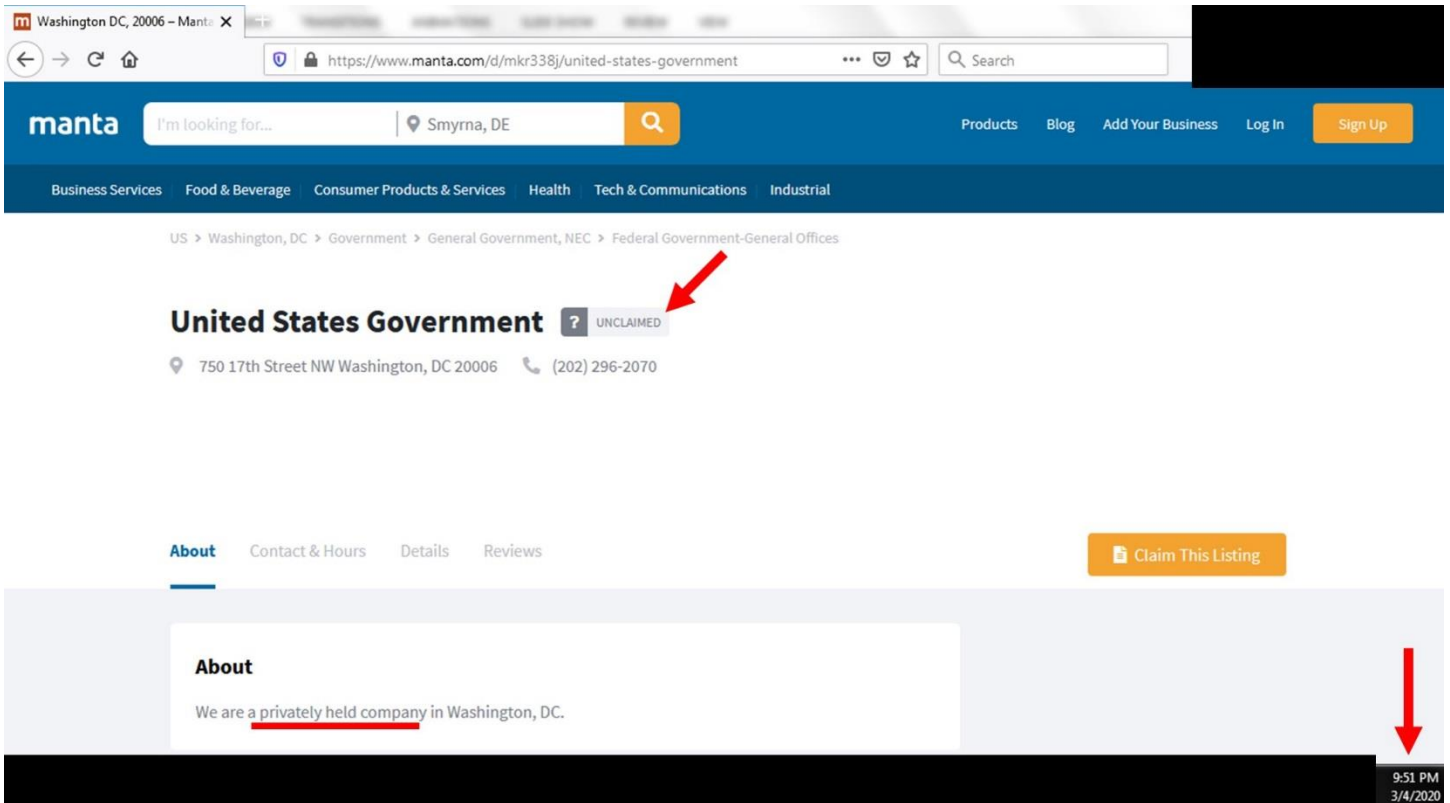 Washington DC, 20006 – Manta
https://www.manta.com/d/mkr338j/united-states-government
Search
manta
I'm looking for...
Smyrna, DE
Products Blog Add Your Business Log In Sign Up
Business Services Food & Beverage Consumer Products & Services Health Tech & Communications Industrial
US > Washington, DC > Government > General Government, NEC > Federal Government-General Offices
United States Government ? UNCLAIMED
750 17th Street NW Washington, DC 20006 (202) 296-2070
About Contact & Hours Details Reviews
Claim This Listing
About
We are a privately held company in Washington, DC.
9:51 PM
3/4/2020